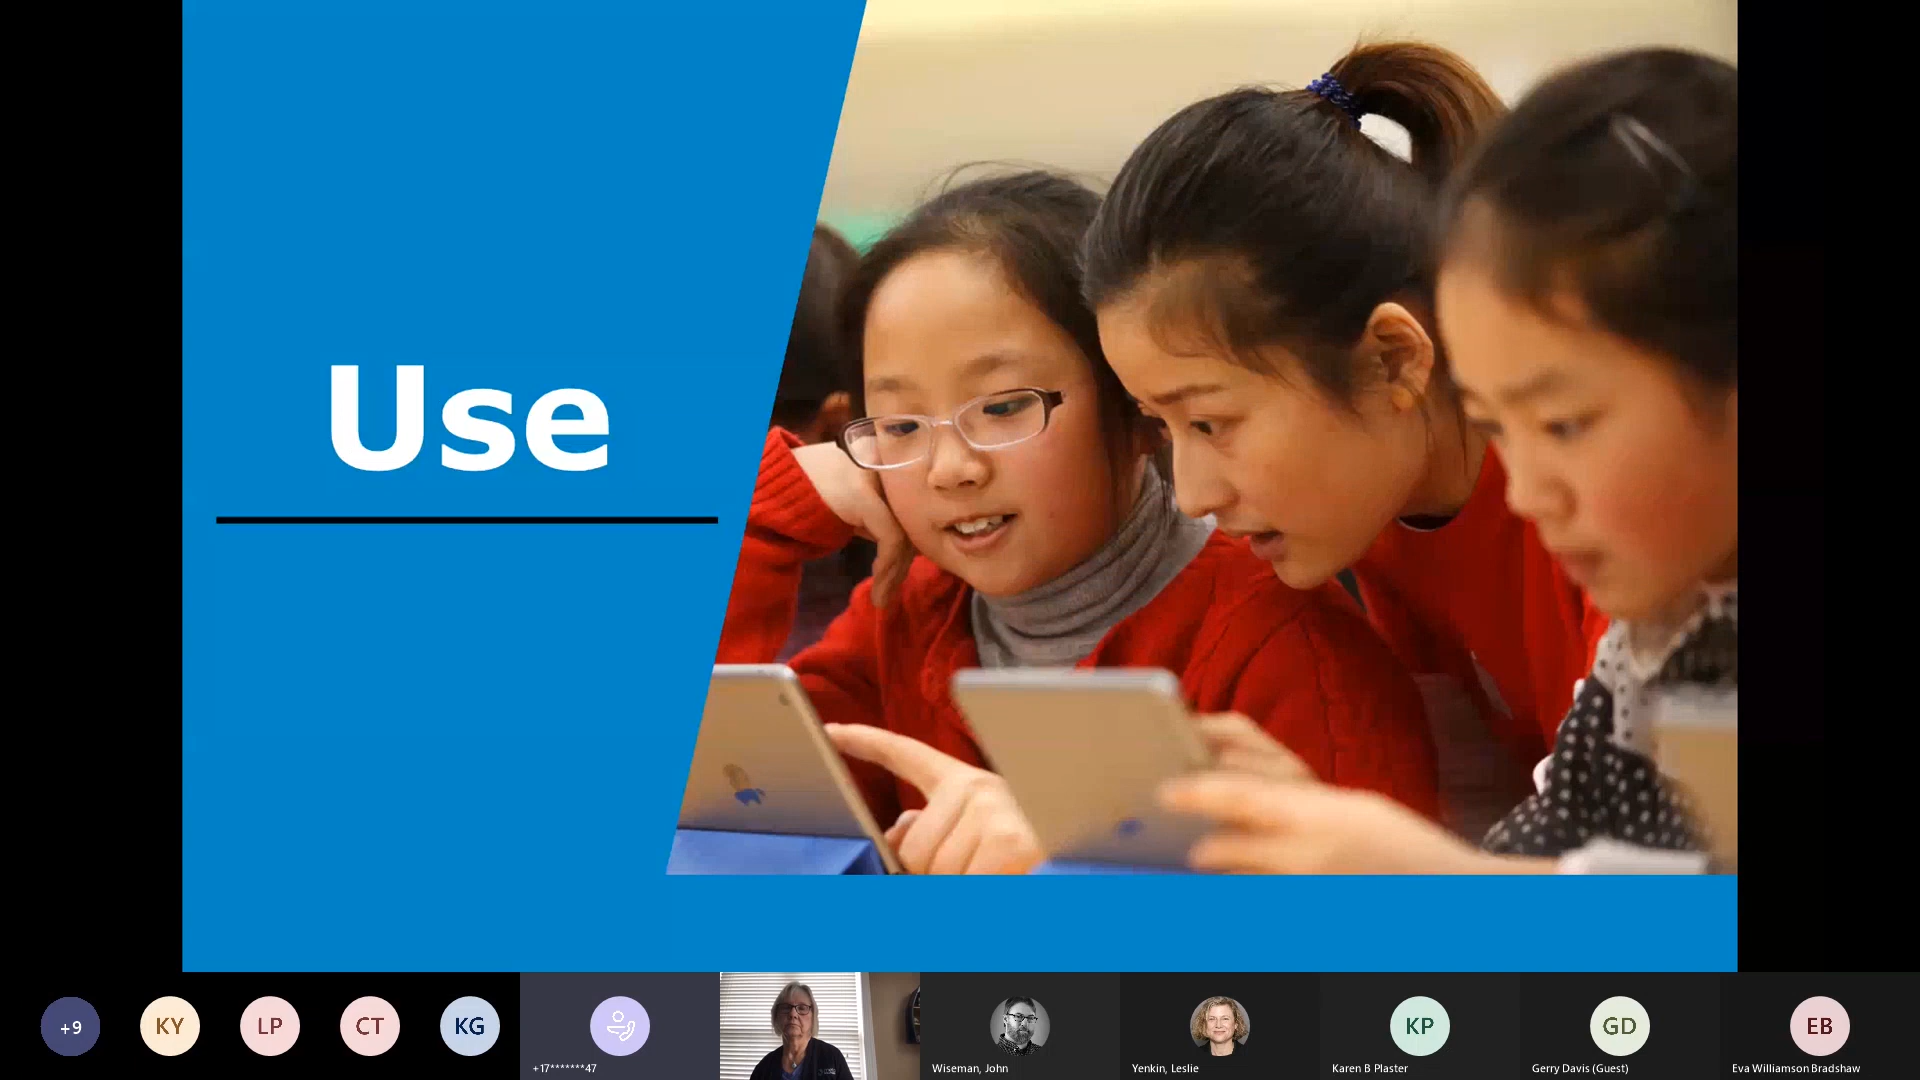 Use
+9
KY
LP
CT
KG
+17*******47
Wiseman, John
Yenkin, Leslie
KP
Karen B Plaster
GD
Gerry Davis (Guest)
EB
Eva Williamson Bradshaw